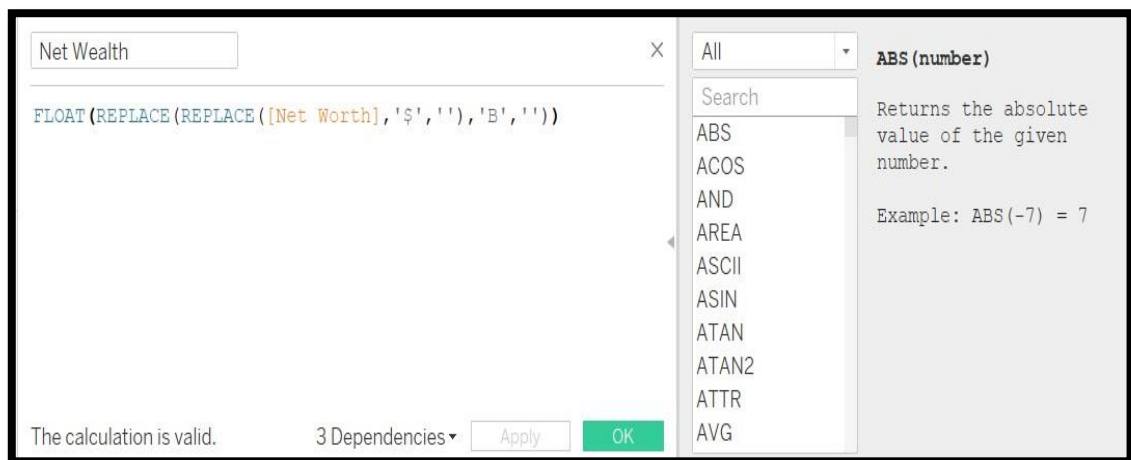 Net Wealth
FLOAT(REPLACE(REPLACE([Net Worth],'$',''),'B',''))
The calculation is valid.
3 Dependencies
Apply
OK
All
Search
ABS
ACOS
AND
AREA
ASCII
ASIN
ATAN
ATAN2
ATTR
AVG
ABS(number)
Returns the absolute
value of the given
number.
Example: ABS(-7) = 7